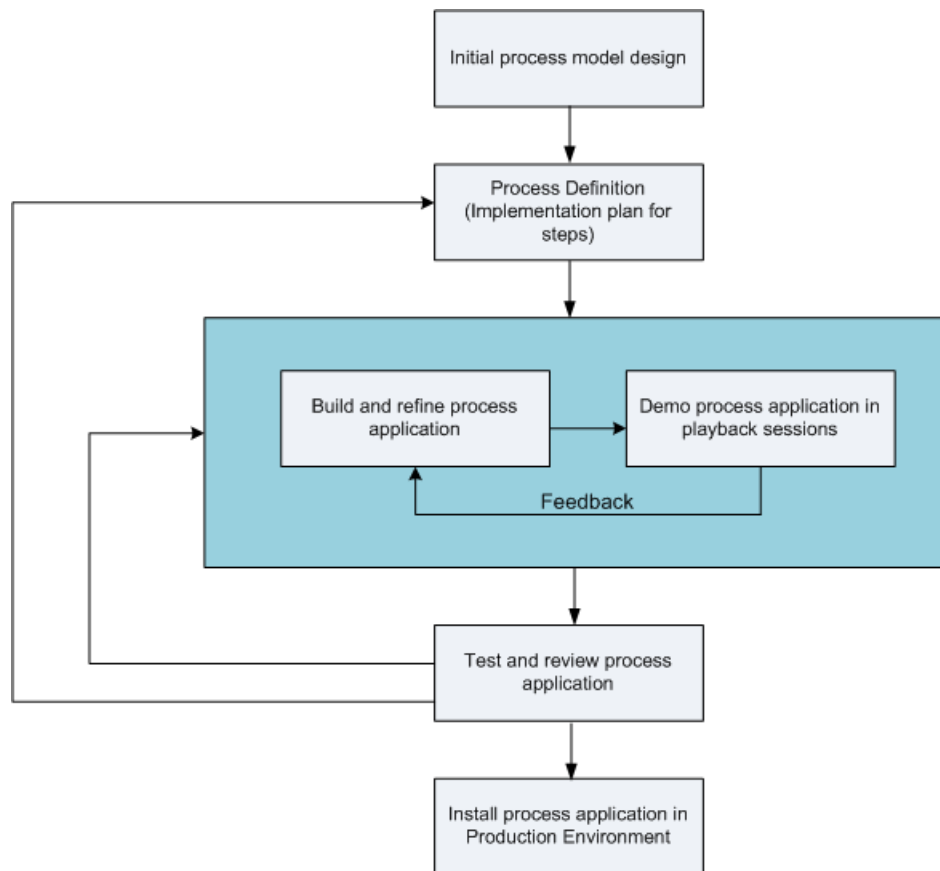 Initial process model design
Process Definition
(Implementation plan for
steps)
Build and refine process
application
Demo process application in
playback sessions
Feedback
Test and review process
application
Install process application in
Production Environment